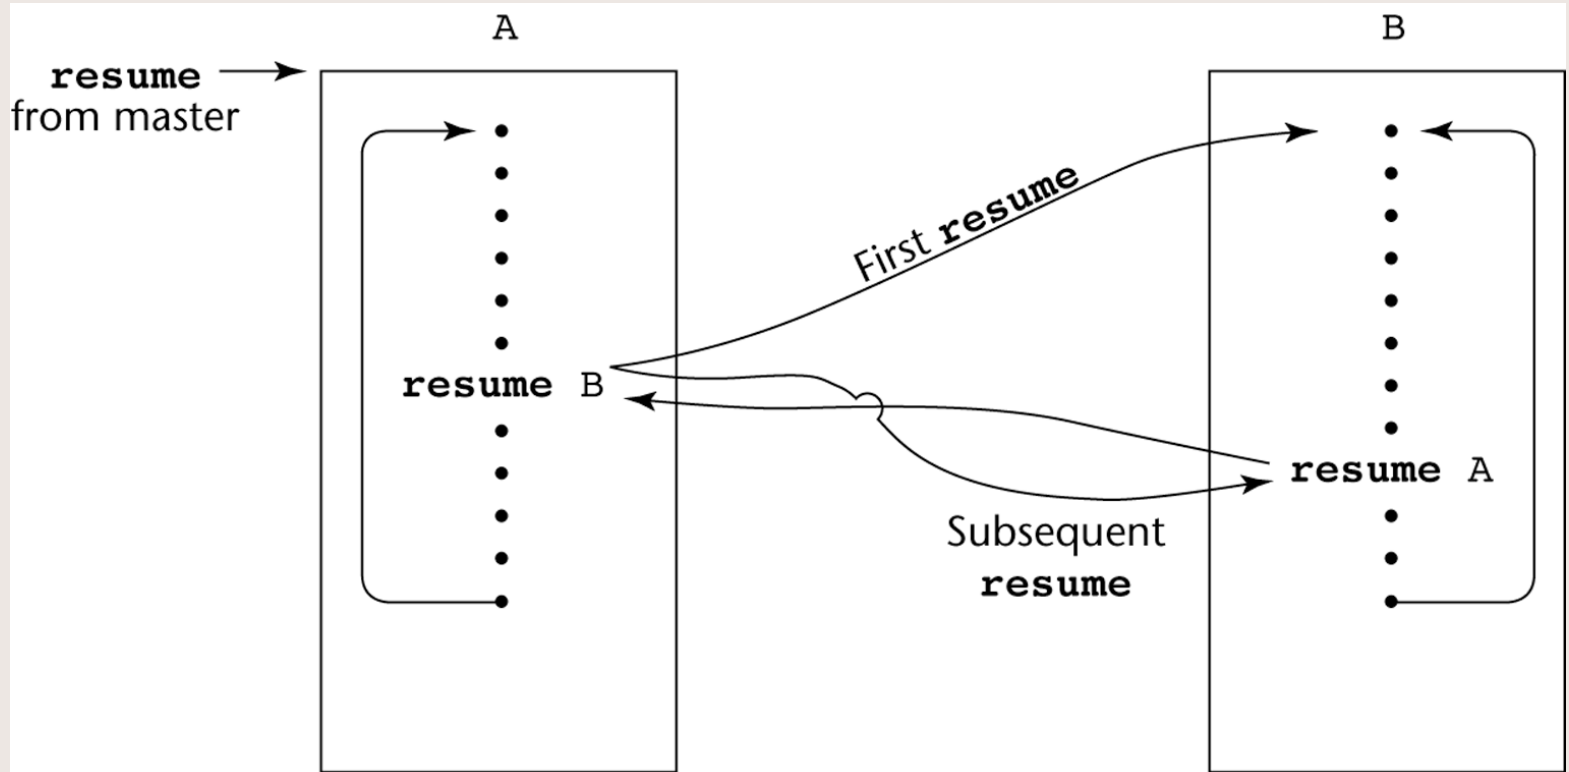 A
B
resume
from master
First resume
resume B
resume A
Subsequent
resume